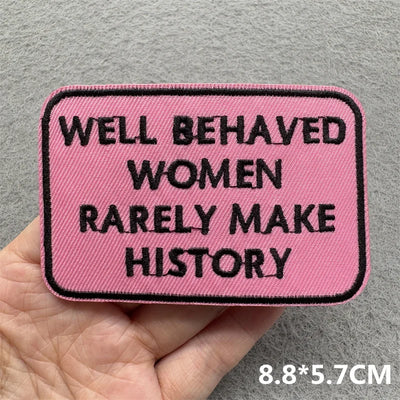 WELL BEHAVED
WOMEN
RARELY MAKE
HISTORY
8.8*5.7CM